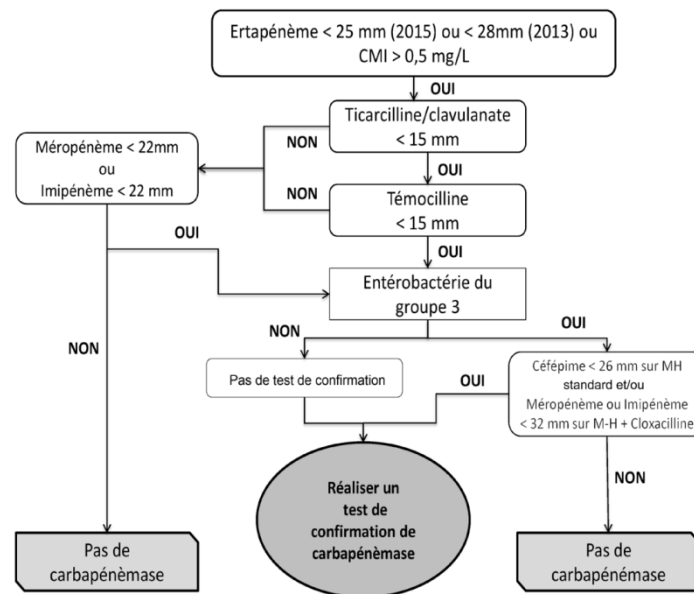 Ertapénème < 25 mm (2015) ou < 28mm (2013) ou
CMI > 0,5 mg/L
OUI
Ticarcilline/clavulanate
< 15 mm
NON
Méropénème < 22mm
ou
Imipénème < 22 mm
OUI
NON
Témocilline
< 15 mm
OUI
OUI
Entérobactérie du
groupe 3
NON
NON
OUI
Pas de test de confirmation
OUI
Céfépime < 26 mm sur MH
standard et/ou
Méropénème ou Imipénème
< 32 mm sur M-H + Cloxacilline
Réaliser un
test de
confirmation de
carbapénèmase
NON
Pas de
carbapénèmase
Pas de
carbapénémase